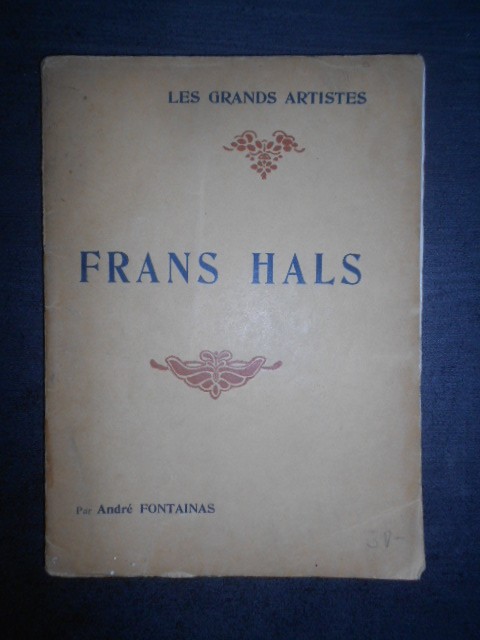 LES GRANDS ARTISTES
FRANS HALS
Par André FONTAINAS